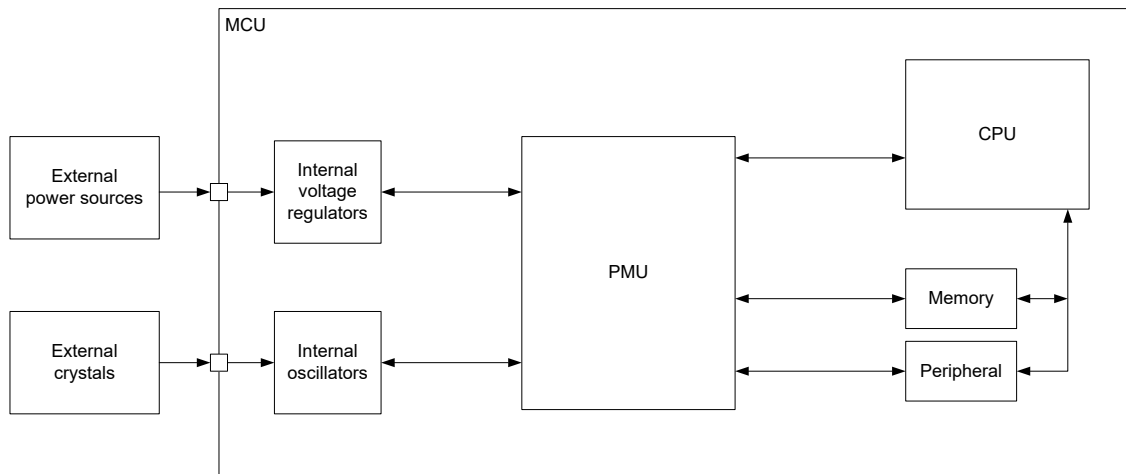 MCU
External
power sources
Internal
voltage
regulators
PMU
CPU
Memory
Peripheral
External
crystals
Internal
oscillators